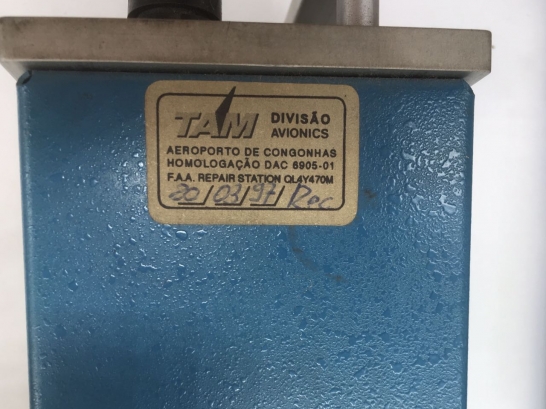 TAM DIVISÃO
AVIONICS
AEROPORTO DE CONGONHAS
HOMOLOGAÇÃO DAC 6905-01
F.A.A. REPAIR STATION QL4Y470M
20/03/97/ Rec